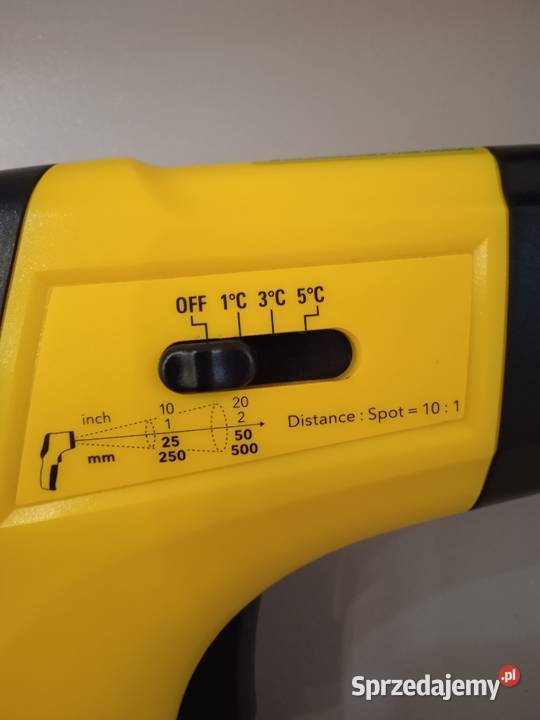 OFF 1°C 3°C 5°C
inch 10 20
1 2
25 50
mm 250 500
Distance : Spot = 10 : 1
Sprzedajemy.pl